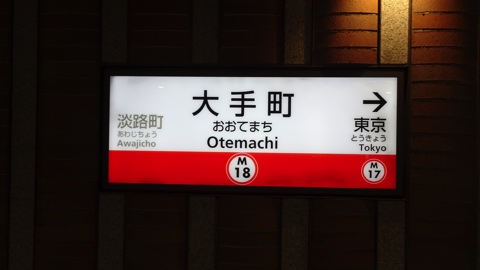 淡路町
あわじちょう
Awajicho
大手町
おおてまち
Otemachi
M
18
→
東京
とうきょう
Tokyo
M
17